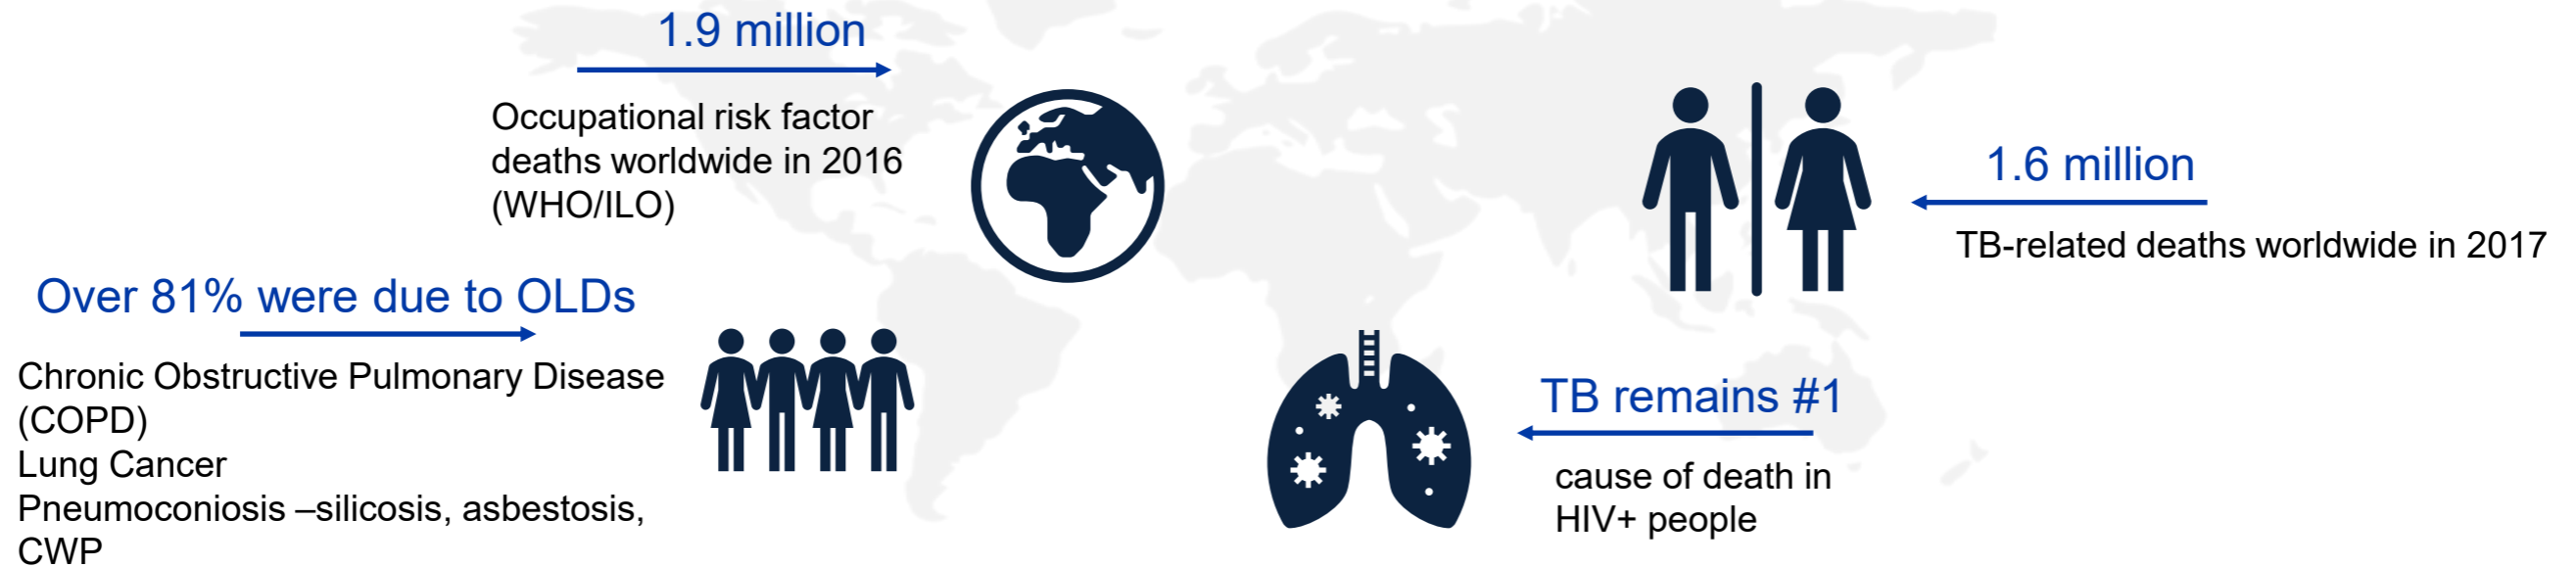 1.9 million
Occupational risk factor
deaths worldwide in 2016
(WHO/ILO)
Over 81% were due to OLDs
Chronic Obstructive Pulmonary Disease
(COPD)
Lung Cancer
Pneumoconiosis –silicosis, asbestosis,
CWP
1.6 million
TB-related deaths worldwide in 2017
TB remains #1
cause of death in
HIV+ people